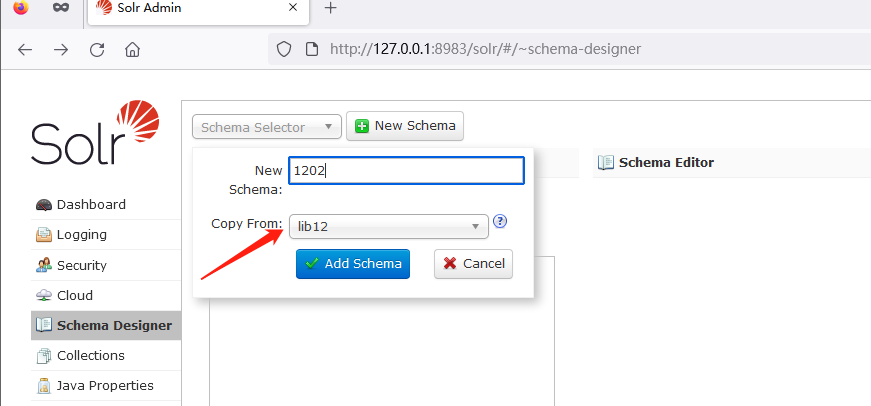 Solr Admin
http://127.0.0.1:8983/solr/#/~schema-designer
Solr
Schema Selector
New Schema
New Schema:
1202
Copy From:
lib12
Add Schema
Cancel
Schema Editor
Dashboard
Logging
Security
Cloud
Schema Designer
Collections
Java Properties